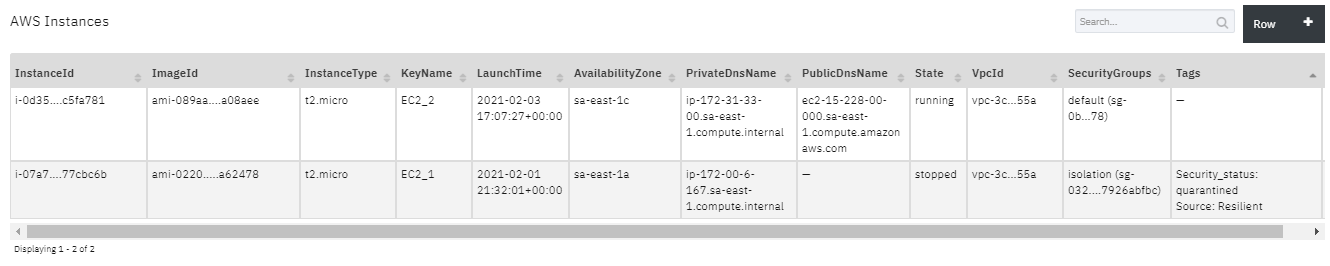 AWS Instances
Search...
Row +
InstanceId ImageId InstanceType KeyName LaunchTime AvailabilityZone PrivateDnsName PublicDnsName State VpcId SecurityGroups Tags
i-0d35....c5fa781 ami-089aa....a08aee t2.micro EC2_2 2021-02-03 sa-east-1c ip-172-31-33- ec2-15-228-00- running vpc-3c...55a default (sg- —
17:07:27+00:00 00.sa-east- 000.sa-east- 0b...78)
1.compute.internal 1.compute.amazon
aws.com
i-07a7....77cbc6b ami-0220.....a62478 t2.micro EC2_1 2021-02-01 sa-east-1a ip-172-00-6- — stopped vpc-3c...55a isolation (sg- Security_status:
21:32:01+00:00 167.sa-east- 032....7926abfbc) quarantined
1.compute.internal Source: Resilient
Displaying 1 - 2 of 2